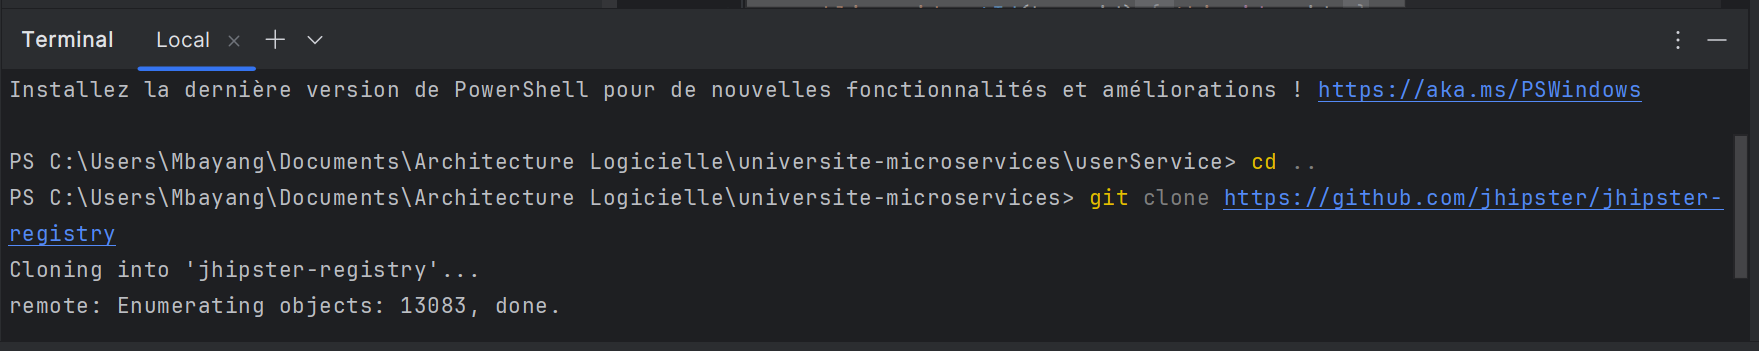 Terminal Local
Installez la dernière version de PowerShell pour de nouvelles fonctionnalités et améliorations ! https://aka.ms/PSWindows
PS C:\Users\Mbayang\Documents\Architecture Logicielle\universite-microservices\userService> cd ..
PS C:\Users\Mbayang\Documents\Architecture Logicielle\universite-microservices> git clone https://github.com/jhipster/jhipster-
registry
Cloning into 'jhipster-registry'...
remote: Enumerating objects: 13083, done.